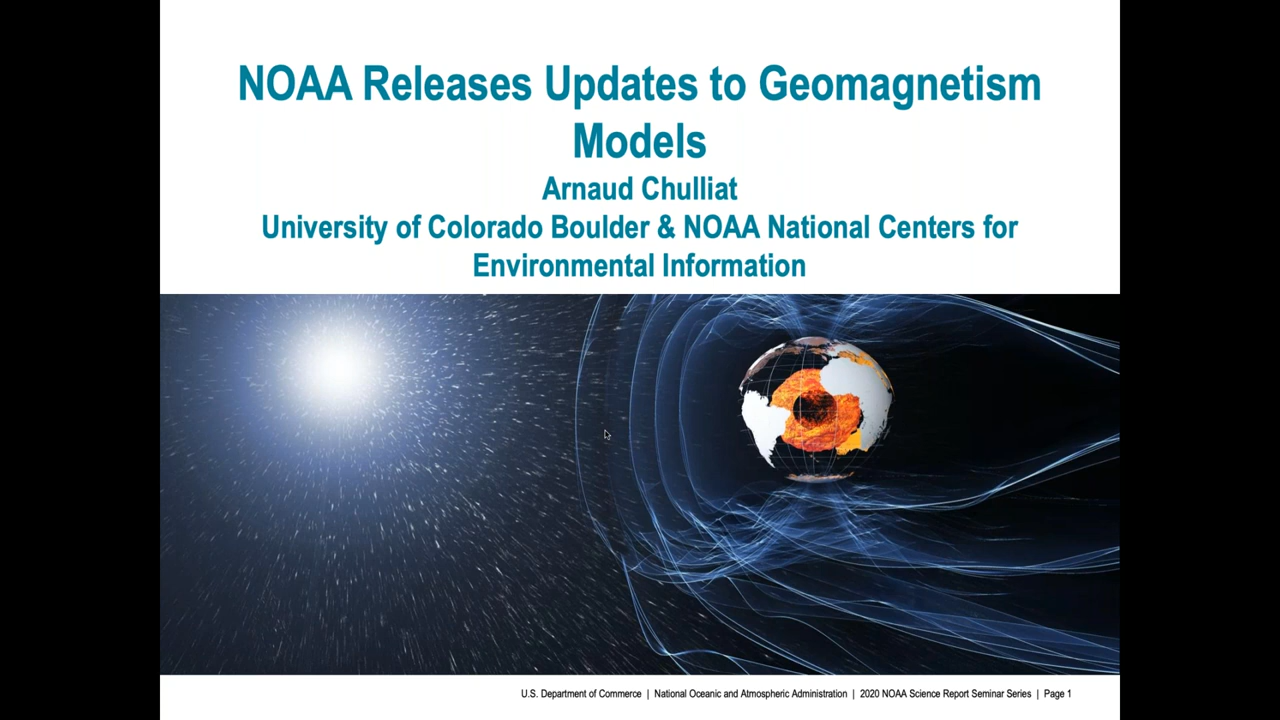 NOAA Releases Updates to Geomagnetism
Models
Arnaud Chulliat
University of Colorado Boulder & NOAA National Centers for
Environmental Information
U.S. Department of Commerce | National Oceanic and Atmospheric Administration | 2020 NOAA Science Report Seminar Series | Page 1